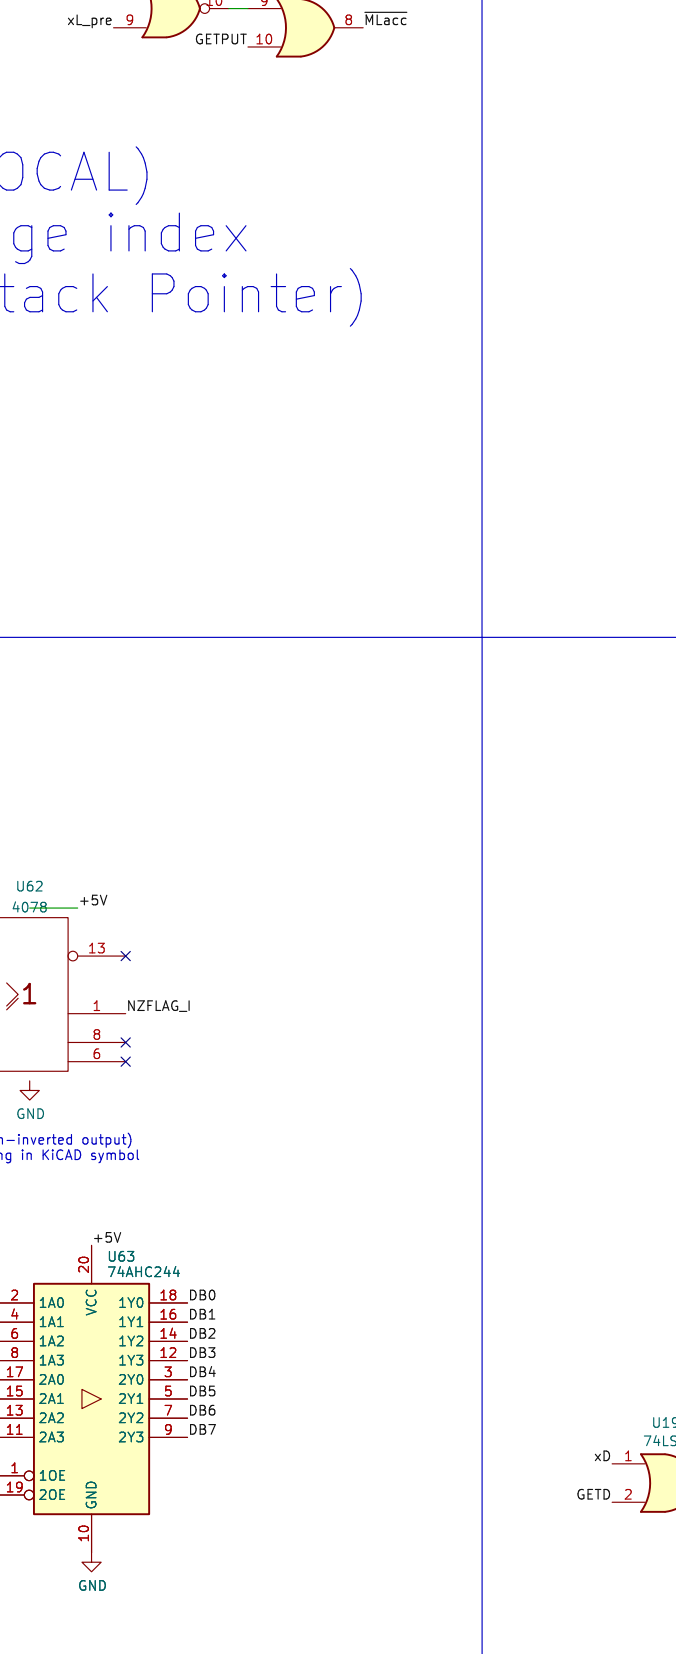 10 9
xL_pre 9 8 MLacc
GETPUT 10
OCAL)
ge index
tack Pointer)
U62
+5V
4078
13
≥1
1 NZFLAG_I
8
6
GND
n-inverted output)
ng in KiCAD symbol
+5V
20
U63
74AHC244
VCC
2 1A0 1Y0 18 DB0
4 1A1 1Y1 16 DB1
6 1A2 1Y2 14 DB2
8 1A3 1Y3 12 DB3
17 2A0 2Y0 3 DB4
15 2A1 2Y1 5 DB5
13 2A2 2Y2 7 DB6
11 2A3 2Y3 9 DB7
1 1OE
19 2OE
GND
10
GND
U19
74LS
xD 1
GETD 2